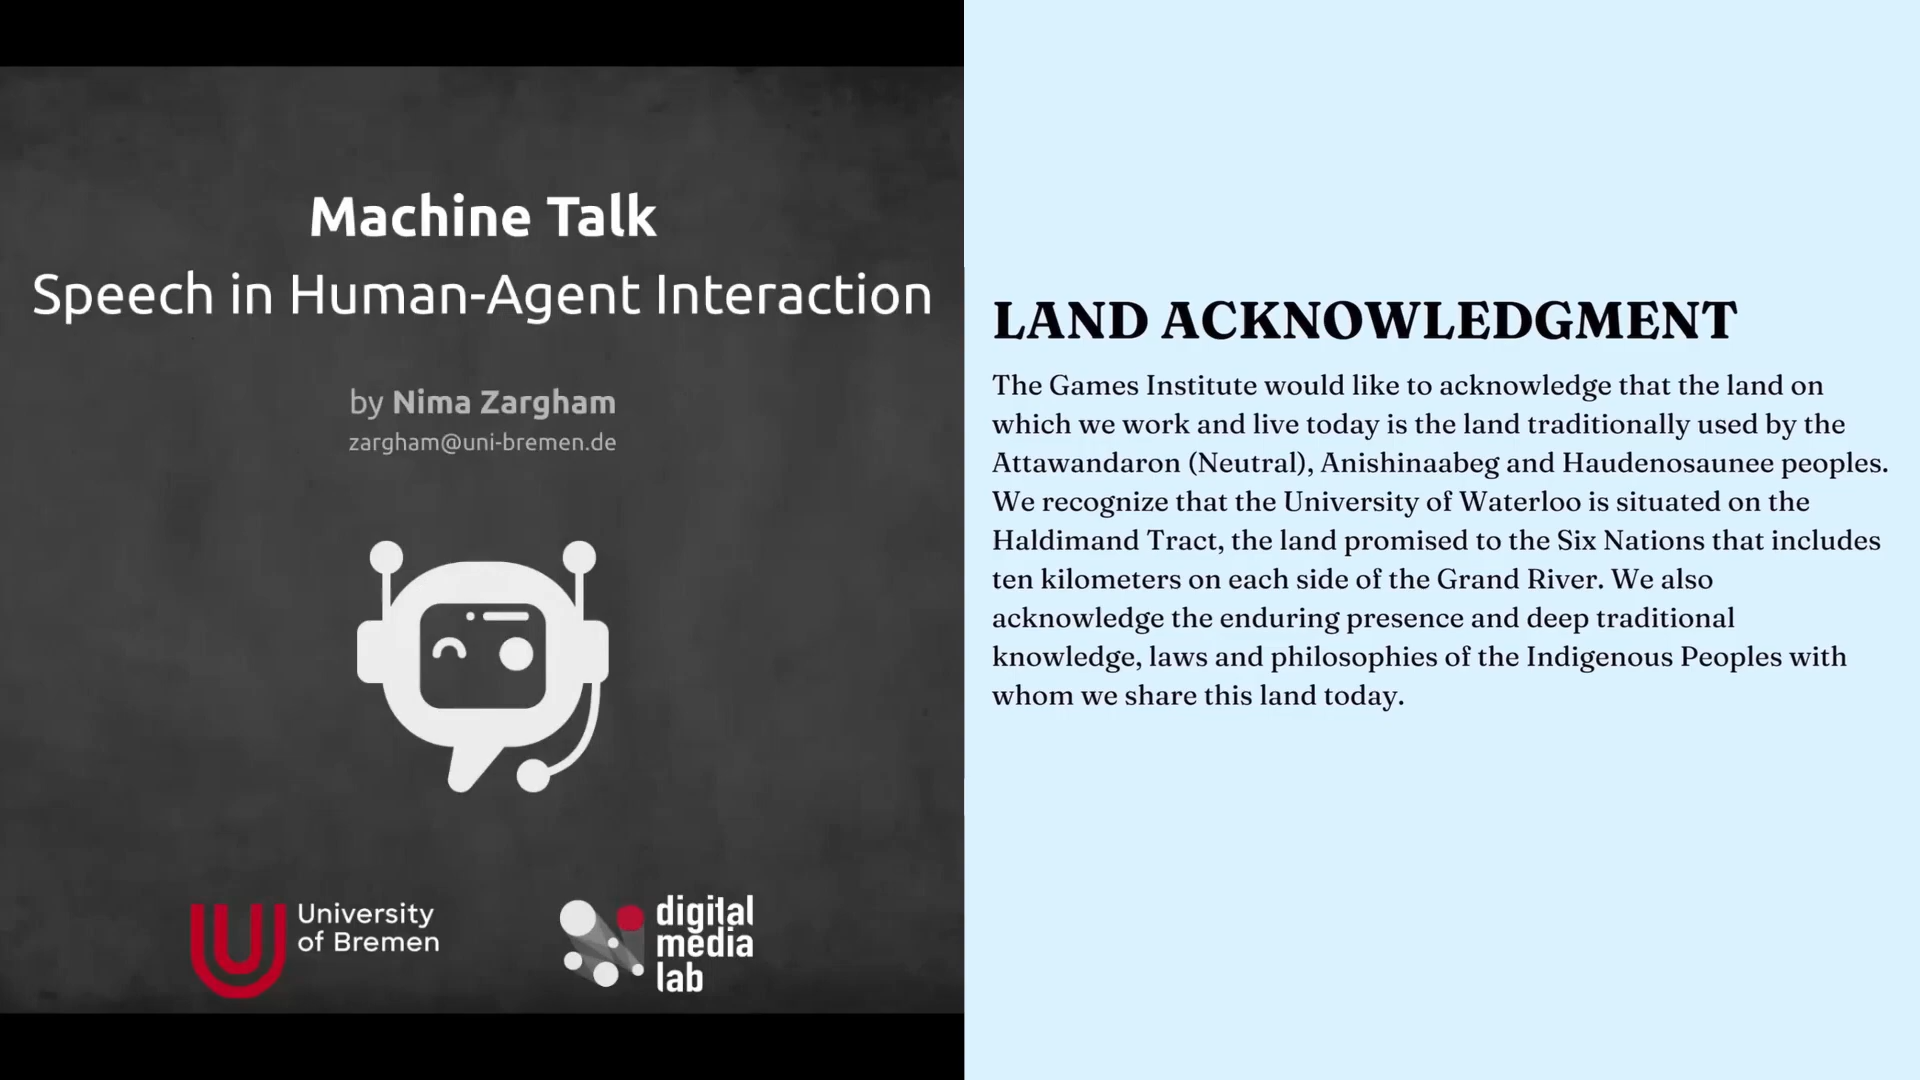 Machine Talk
Speech in Human-Agent Interaction
by Nima Zargham
zargham@uni-bremen.de
University
of Bremen
digital
media
lab
LAND ACKNOWLEDGMENT
The Games Institute would like to acknowledge that the land on
which we work and live today is the land traditionally used by the
Attawandaron (Neutral), Anishinaabeg and Haudenosaunee peoples.
We recognize that the University of Waterloo is situated on the
Haldimand Tract, the land promised to the Six Nations that includes
ten kilometers on each side of the Grand River. We also
acknowledge the enduring presence and deep traditional
knowledge, laws and philosophies of the Indigenous Peoples with
whom we share this land today.